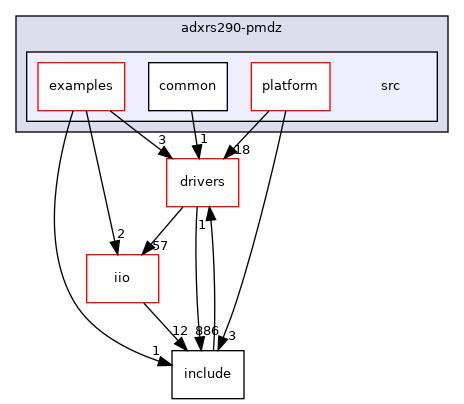 adxrs290-pmdz
examples
common
platform
src
3
1
18
drivers
2
57
1
iio
12
886
3
1
include